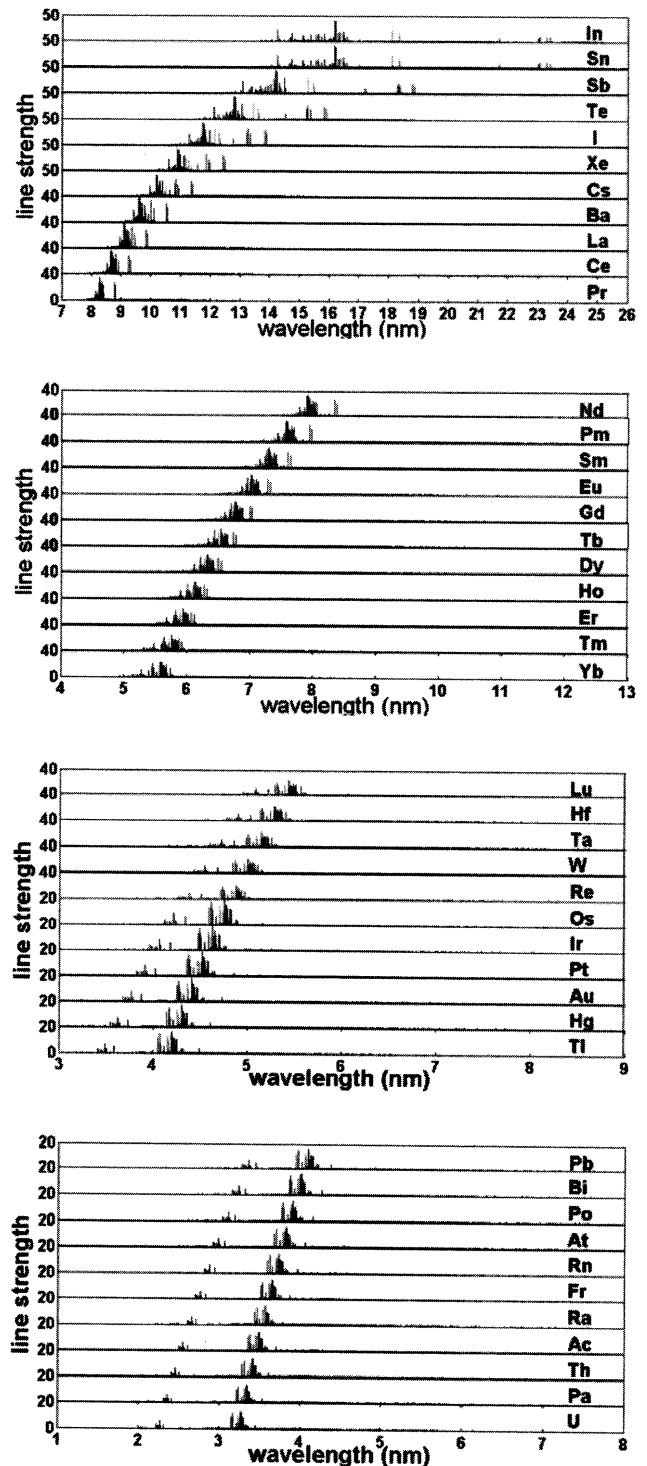 50 In
50 Sn
50 Sb
50 Te
50 I
50 Xe
50 Cs
40 Ba
40 La
40 Ce
40 Pr
0
line strength
7 8 9 10 11 12 13 14 15 16 17 18 19 20 21 22 23 24 25 26
wavelength (nm)
40 Nd
40 Pm
40 Sm
40 Eu
40 Gd
40 Tb
40 Dy
40 Ho
40 Er
40 Tm
40 Yb
0
line strength
4 5 6 7 8 9 10 11 12 13
wavelength (nm)
40 Lu
40 Hf
40 Ta
40 W
40 Re
20 Os
20 Ir
20 Pt
20 Au
20 Hg
20 Tl
0
line strength
3 4 5 6 7 8 9
wavelength (nm)
20 Pb
20 Bi
20 Po
20 At
20 Rn
20 Fr
20 Ra
20 Ac
20 Th
20 Pa
20 U
0
line strength
1 2 3 4 5 6 7 8
wavelength (nm)